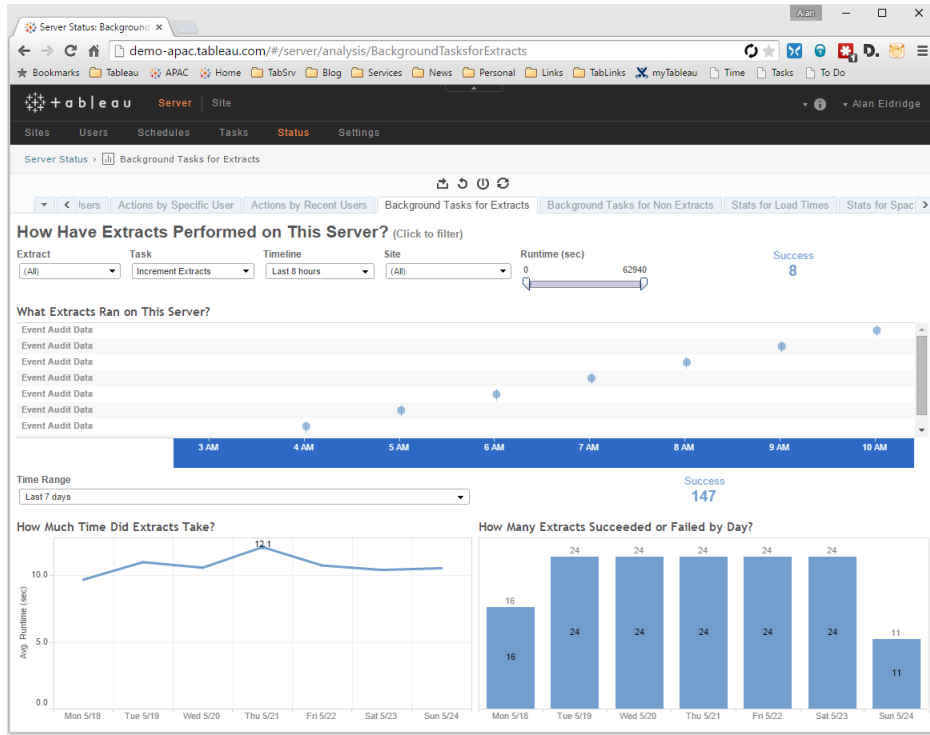 Alan
Server Status: Background
demo-apac.tableau.com/#/server/analysis/BackgroundTasksforExtracts
Bookmarks Tableau APAC Home TabSrv Blog Services News Personal Links TabLinks myTableau Time Tasks To Do
+ a b l e a u Server Site Alan Eldridge
Sites Users Schedules Tasks Status Settings
Server Status › Background Tasks for Extracts
Isers Actions by Specific User Actions by Recent Users Background Tasks for Extracts Background Tasks for Non Extracts Stats for Load Times Stats for Spac
How Have Extracts Performed on This Server? (Click to filter)
Extract Task Timeline Site Runtime (sec) Success
(All) Increment Extracts Last 8 hours (All) 0 62940 8
What Extracts Ran on This Server?
Event Audit Data
Event Audit Data
Event Audit Data
Event Audit Data
Event Audit Data
Event Audit Data
Event Audit Data
3 AM 4 AM 5 AM 6 AM 7 AM 8 AM 9 AM 10 AM
Time Range Success
Last 7 days 147
How Much Time Did Extracts Take?
12.1
10.0
Avg. Runtime (sec)
5.0
0.0
Mon 5/18 Tue 5/19 Wed 5/20 Thu 5/21 Fri 5/22 Sat 5/23 Sun 5/24
How Many Extracts Succeeded or Failed by Day?
16 24 24 24 24 24 11
16 24 24 24 24 24 11
Mon 5/18 Tue 5/19 Wed 5/20 Thu 5/21 Fri 5/22 Sat 5/23 Sun 5/24